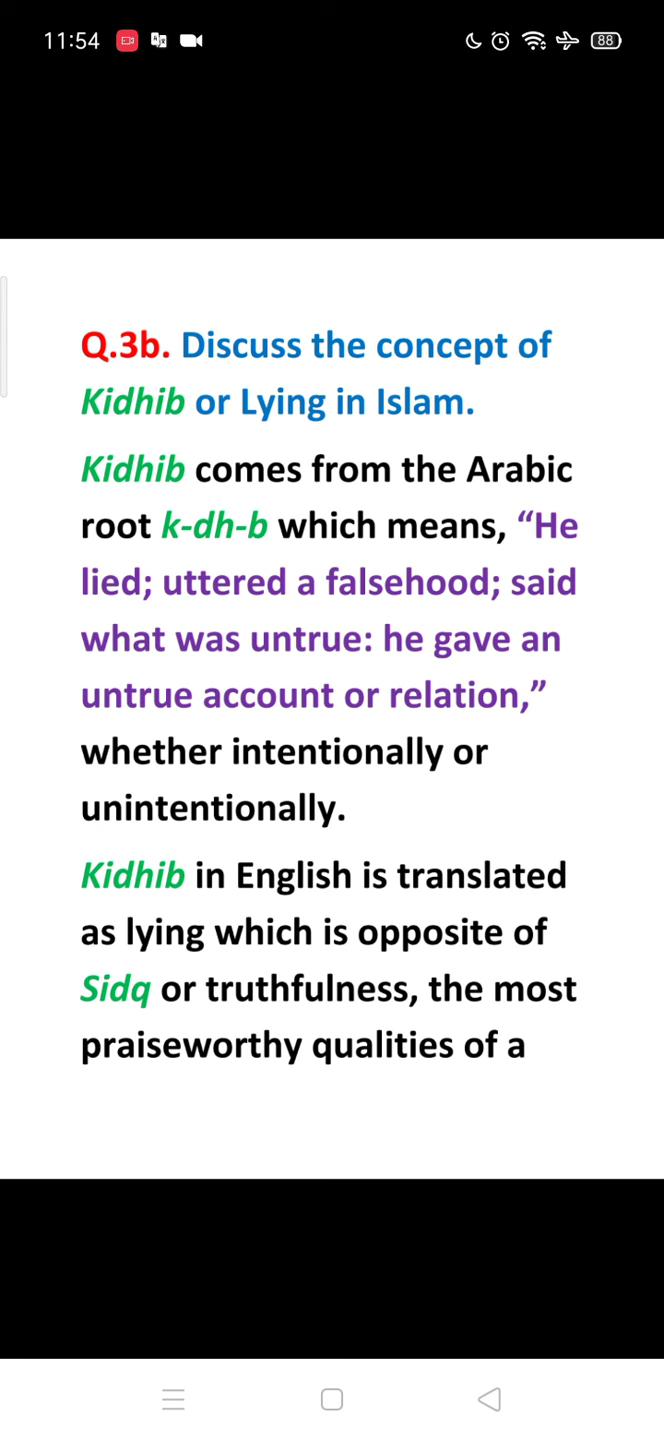 11:54
88
Q.3b. Discuss the concept of
Kidhib or Lying in Islam.
Kidhib comes from the Arabic
root k-dh-b which means, “He
lied; uttered a falsehood; said
what was untrue: he gave an
untrue account or relation,”
whether intentionally or
unintentionally.
Kidhib in English is translated
as lying which is opposite of
Sidq or truthfulness, the most
praiseworthy qualities of a